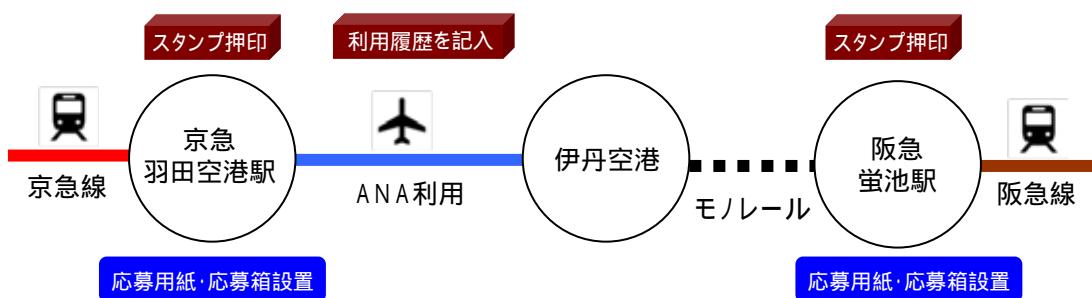 スタンプ押印
利用履歴を記入
スタンプ押印
京急
羽田空港駅
伊丹空港
阪急
蛍池駅
京急線
ANA利用
モノレール
阪急線
応募用紙・応募箱設置
応募用紙・応募箱設置